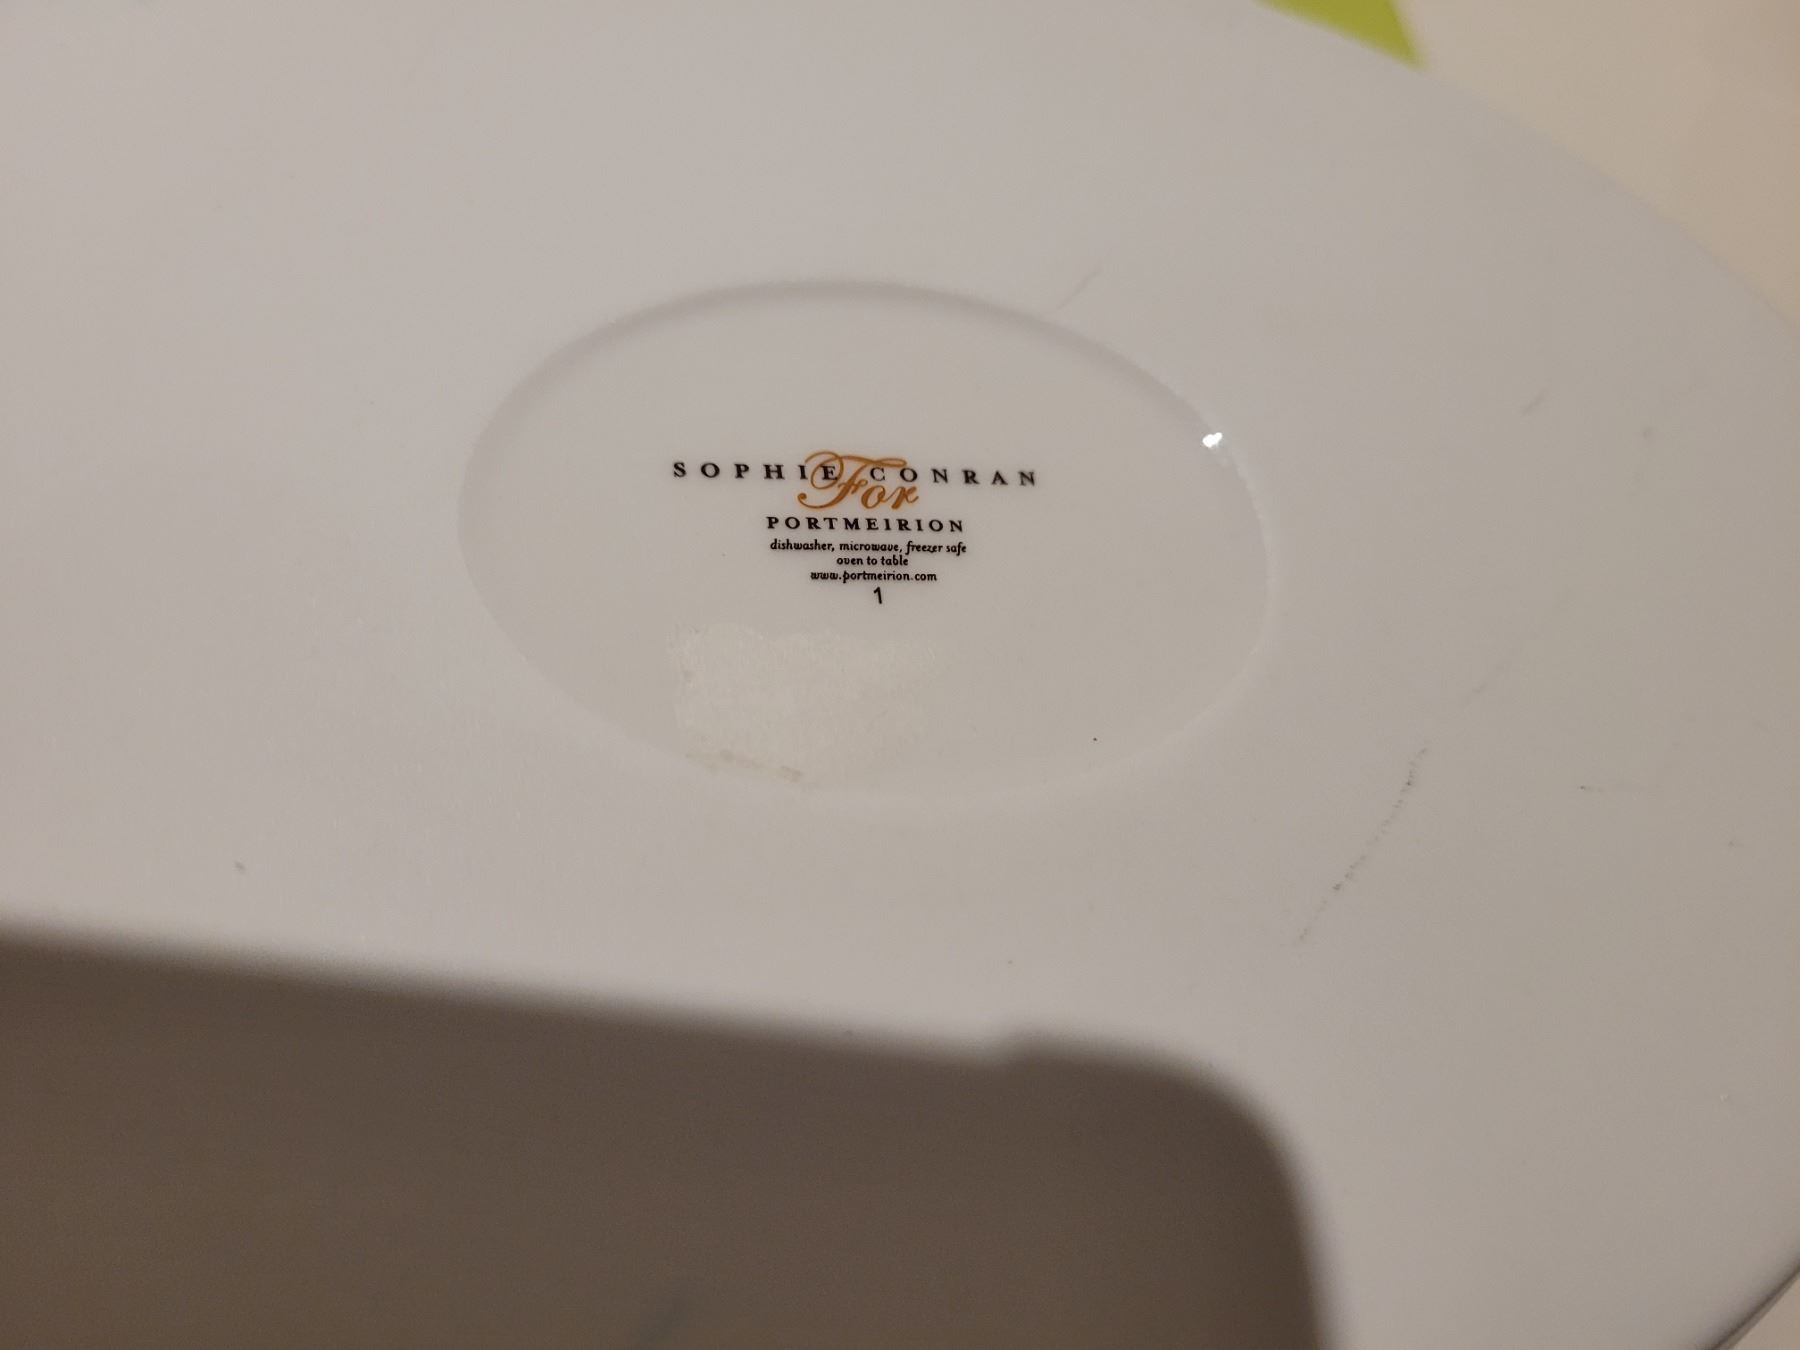 SOPHIE CONRAN
For
PORTMEIRION
dishwasher, microwave, freezer safe
oven to table
www.portmeirion.com
1